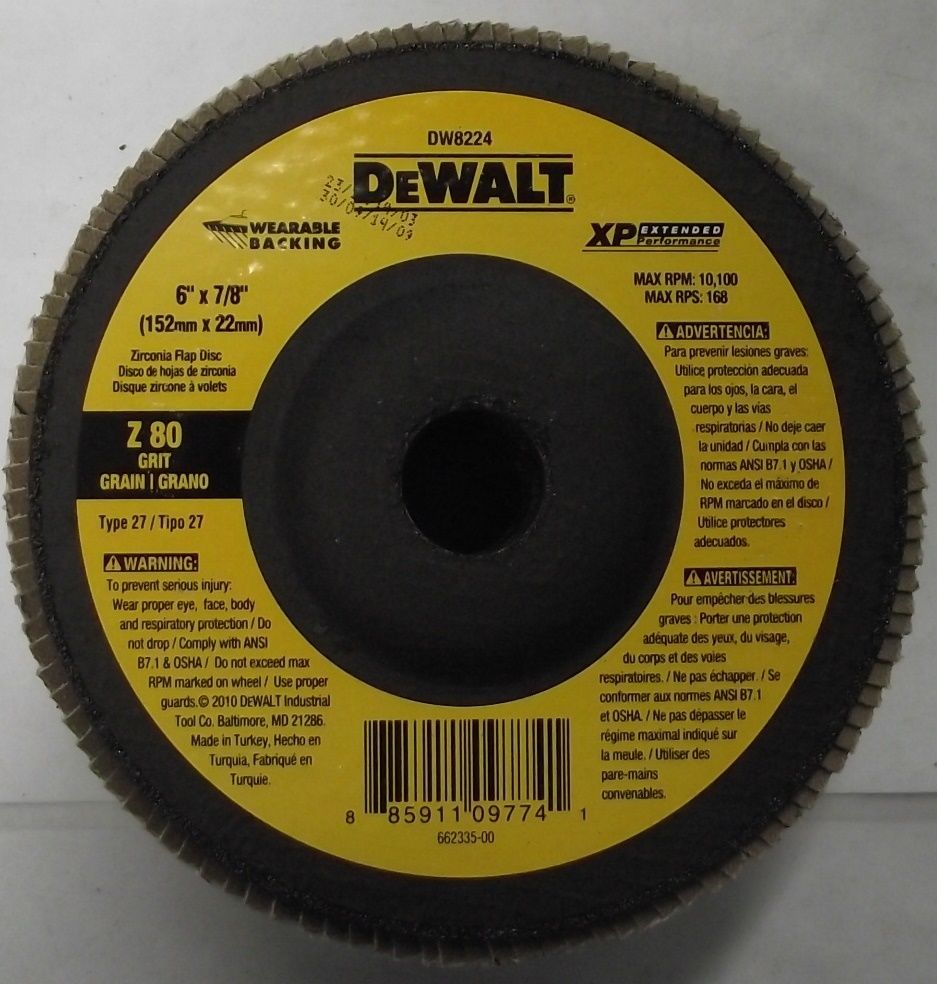 DW8224
DEWALT
WEARABLE
BACKING
XP EXTENDED
Performance
6" x 7/8"
(152mm x 22mm)
Zirconia Flap Disc
Disco de hojas de zirconia
Disque zircone à volets
Z 80
GRIT
GRAIN | GRANO
Type 27 / Tipo 27
WARNING:
To prevent serious injury:
Wear proper eye, face, body
and respiratory protection / Do
not drop / Comply with ANSI
B7.1 & OSHA / Do not exceed max
RPM marked on wheel / Use proper
guards. © 2010 DEWALT Industrial
Tool Co. Baltimore, MD 21286.
Made in Turkey, Hecho en
Turquia, Fabriqué en
Turquie.
MAX RPM: 10,100
MAX RPS: 168
ADVERTENCIA:
Para prevenir lesiones graves:
Utilice protección adecuada
para los ojos, la cara, el
cuerpo y las vías
respiratorias / No deje caer
la unidad / Cumpla con las
normas ANSI B7.1 y OSHA /
No exceda el máximo de
RPM marcado en el disco /
Utilice protectores
adecuados.
AVERTISSEMENT:
Pour empêcher des blessures
graves : Porter une protection
adéquate des yeux, du visage,
du corps et des voies
respiratoires. / Ne pas échapper. / Se
conformer aux normes ANSI B7.1
et OSHA. / Ne pas dépasser le
régime maximal indiqué sur
la meule. / Utiliser des
pare-mains
convenables.
8 85911 09774 1
662335-00